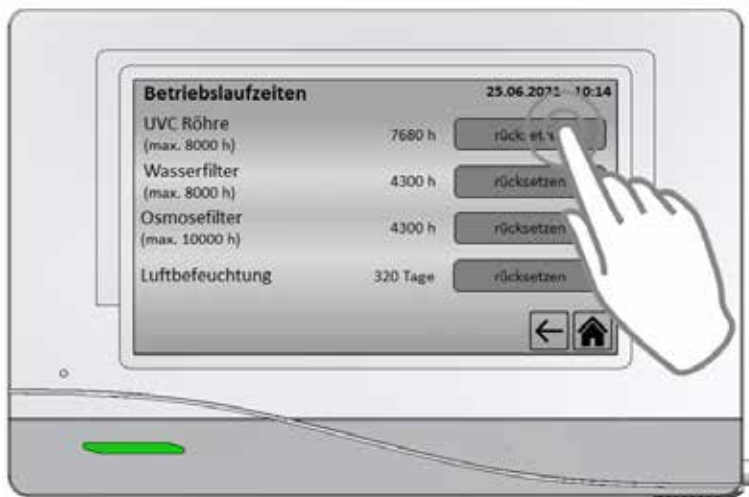 Betriebslaufzeiten 25.06.2021 10:14
UVC Röhre
(max. 8000 h) 7680 h
Wasserfilter
(max. 8000 h) 4300 h rücksetzen
Osmosefilter
(max. 10000 h) 4300 h rücksetzen
Luftbefeuchtung 320 Tage rücksetzen